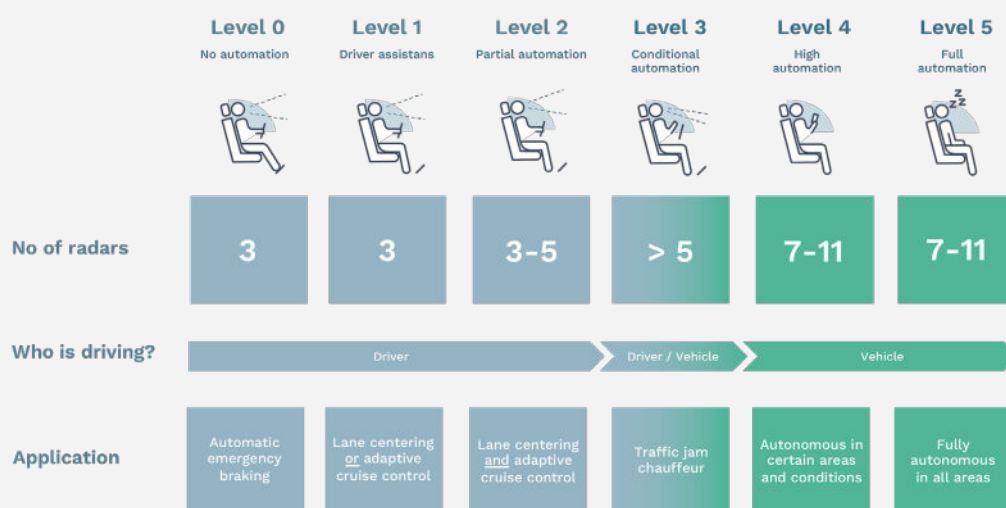 Level 0
Level 1
Level 2
Level 3
Level 4
Level 5
No automation
Driver assistans
Partial automation
Conditional
automation
High
automation
Full
automation
z
z z
No of radars
3
3
3-5
> 5
7-11
7-11
Who is driving?
Driver
Driver / Vehicle
Vehicle
Application
Automatic
emergency
braking
Lane centering
or adaptive
cruise control
Lane centering
and adaptive
cruise control
Traffic jam
chauffeur
Autonomous in
certain areas
and conditions
Fully
autonomous
in all areas